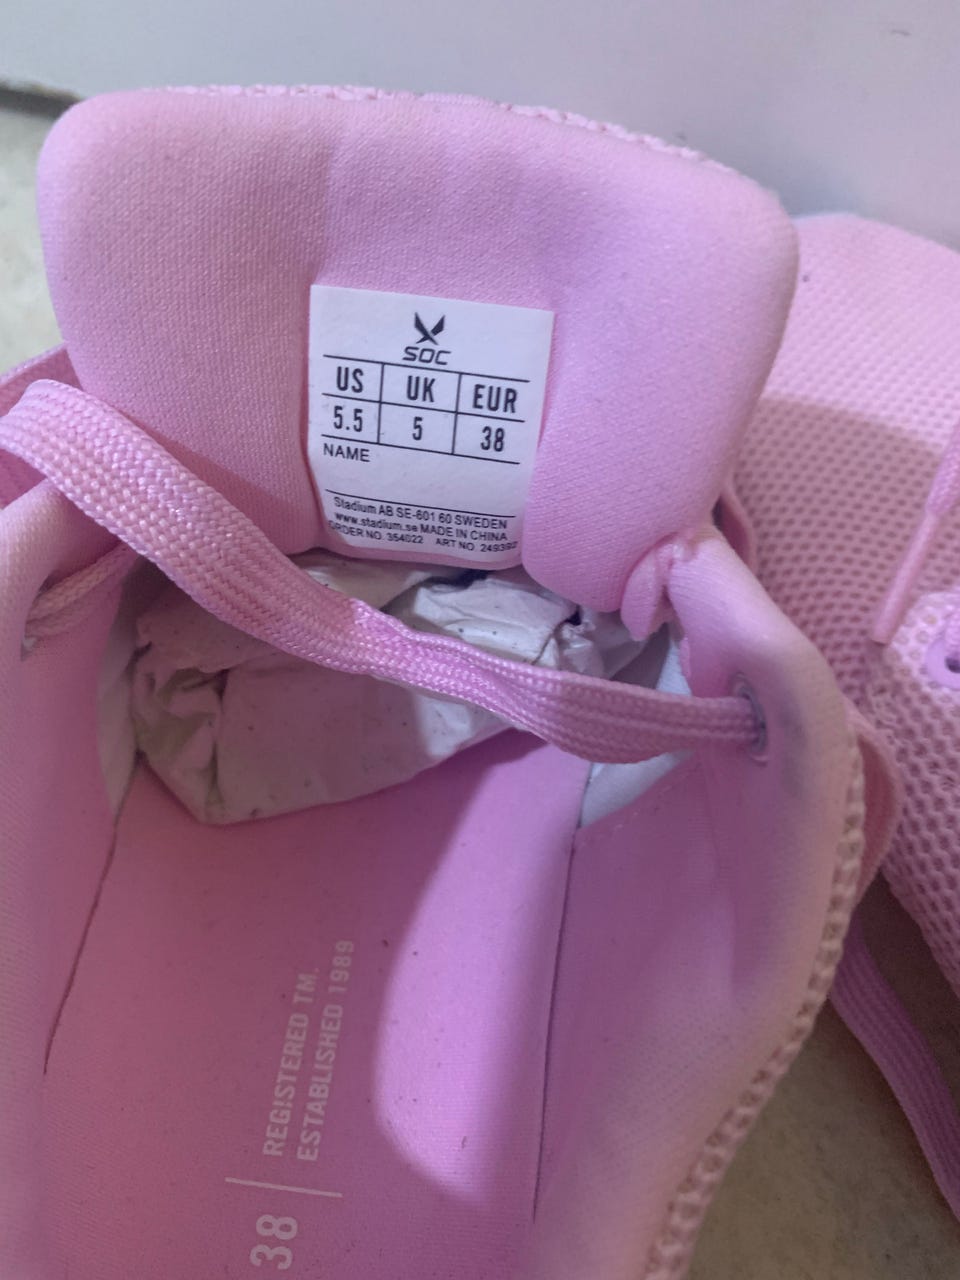 SOC
US UK EUR
5.5 5 38
NAME
Stadium AB SE-601 60 SWEDEN
www.stadium.se MADE IN CHINA
ORDER NO. 354022 ART NO.
REGISTERED TM.
ESTABLISHED 1989
38